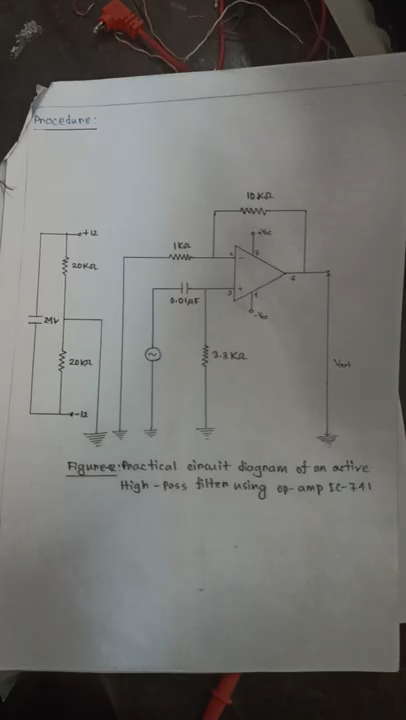 Procedure:
10KΩ
+12
1KΩ
+Vcc
20KΩ
2
-
7
6
3
+
4
0.01µF
-Vcc
24V
20KΩ
3.3KΩ
Vout
-12
Figure-2: Practical circuit diagram of an active
High-pass filter using op-amp IC-741